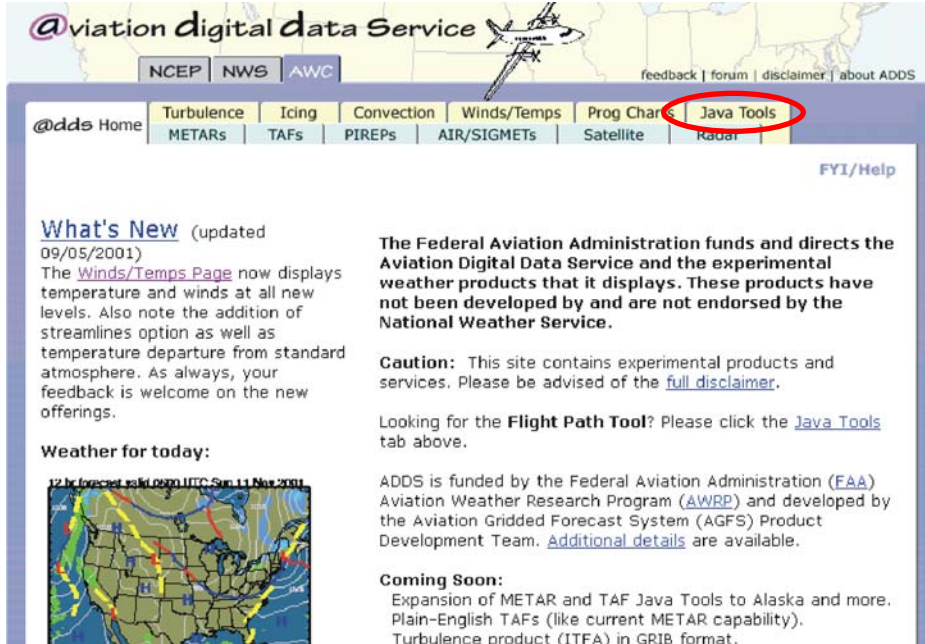 @viation digital data Service
NCEP NWS AWC
feedback | forum | disclaimer | about ADDS
@dds Home
Turbulence Icing Convection Winds/Temps Prog Charts Java Tools
METARs TAFs PIREPs AIR/SIGMETs Satellite Radar
FYI/Help
What's New (updated
09/05/2001)
The Winds/Temps Page now displays
temperature and winds at all new
levels. Also note the addition of
streamlines option as well as
temperature departure from standard
atmosphere. As always, your
feedback is welcome on the new
offerings.
Weather for today:
12 hr forecast valid 0600 UTC Sun 11 Nov 2001
H
H
H
L
L
H
H
L
The Federal Aviation Administration funds and directs the
Aviation Digital Data Service and the experimental
weather products that it displays. These products have
not been developed by and are not endorsed by the
National Weather Service.
Caution: This site contains experimental products and
services. Please be advised of the full disclaimer.
Looking for the Flight Path Tool? Please click the Java Tools
tab above.
ADDS is funded by the Federal Aviation Administration (FAA)
Aviation Weather Research Program (AWRP) and developed by
the Aviation Gridded Forecast System (AGFS) Product
Development Team. Additional details are available.
Coming Soon:
Expansion of METAR and TAF Java Tools to Alaska and more.
Plain-English TAFs (like current METAR capability).
Turbulence product (ITFA) in GRIB format.